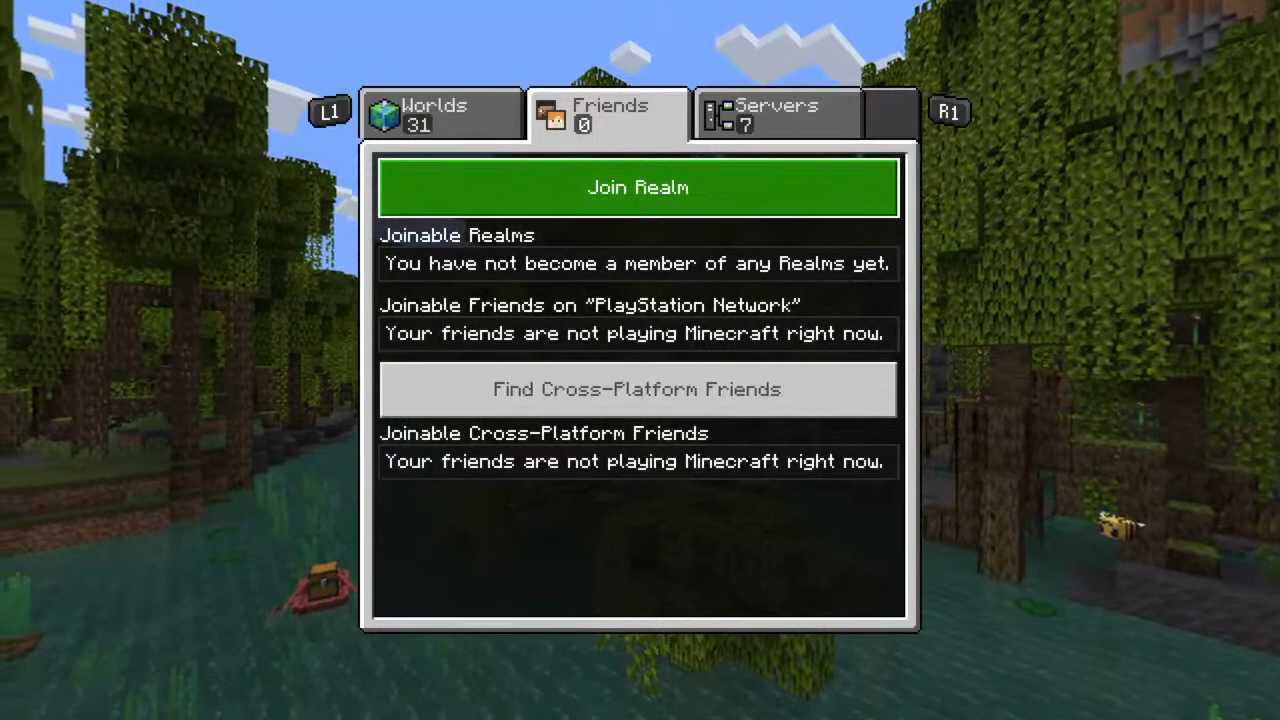 L1
Worlds
31
Friends
0
Servers
7
R1
Join Realm
Joinable Realms
You have not become a member of any Realms yet.
Joinable Friends on "PlayStation Network"
Your friends are not playing Minecraft right now.
Find Cross-Platform Friends
Joinable Cross-Platform Friends
Your friends are not playing Minecraft right now.